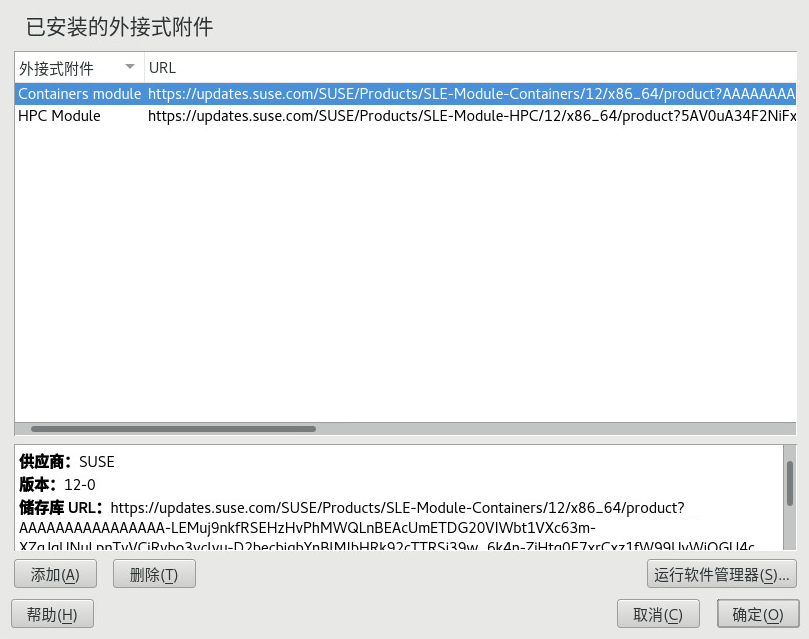 已安装的外接式附件
外接式附件 URL
Containers module https://updates.suse.com/SUSE/Products/SLE-Module-Containers/12/x86_64/product?AAAAAAAA
HPC Module https://updates.suse.com/SUSE/Products/SLE-Module-HPC/12/x86_64/product?5AV0uA34F2NiFx
供应商：SUSE
版本：12-0
储存库 URL：https://updates.suse.com/SUSE/Products/SLE-Module-Containers/12/x86_64/product?
AAAAAAAAAAAAAAAA-LEMuj9nkfRSEHzHvPhMWQLnBEAcUmETDG20VIWbt1VXc63m-
添加(A) 删除(T) 运行软件管理器(S)...
帮助(H) 取消(C) 确定(O)